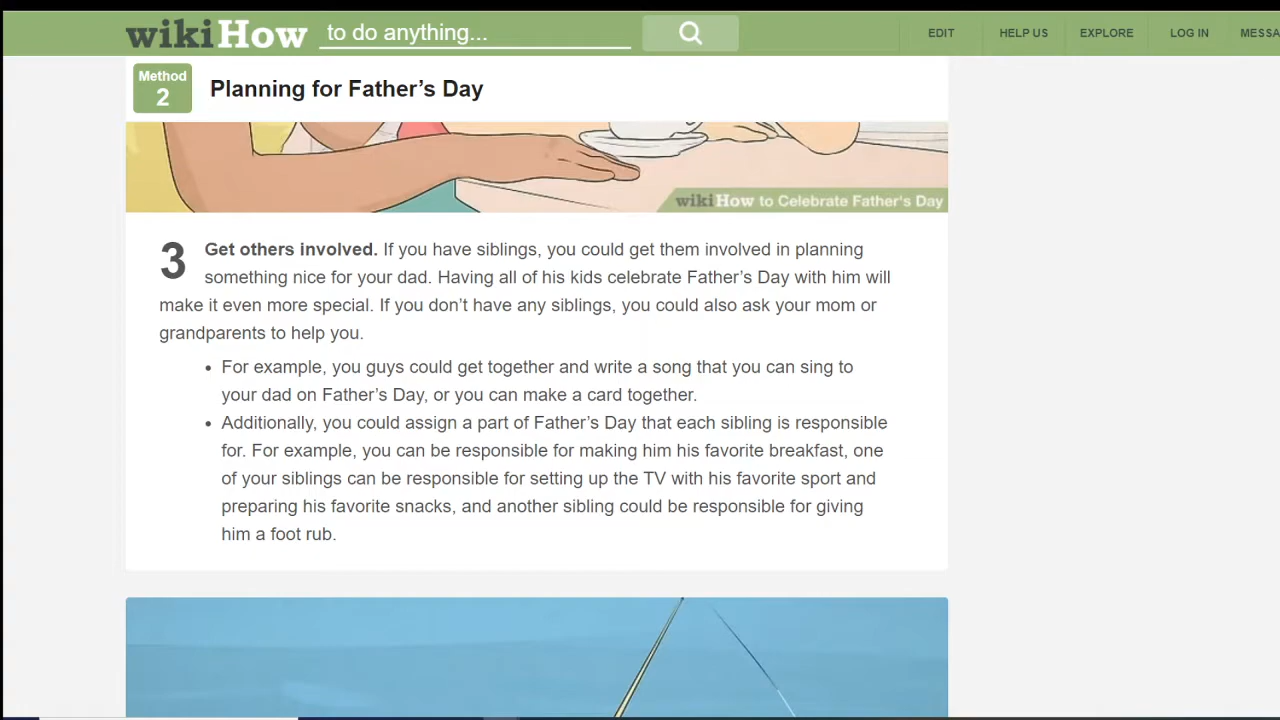 wikiHow to do anything... EDIT HELP US EXPLORE LOG IN MESSA
Method
2
Planning for Father’s Day
wikiHow to Celebrate Father's Day
3 Get others involved. If you have siblings, you could get them involved in planning
something nice for your dad. Having all of his kids celebrate Father’s Day with him will
make it even more special. If you don’t have any siblings, you could also ask your mom or
grandparents to help you.
• For example, you guys could get together and write a song that you can sing to
your dad on Father’s Day, or you can make a card together.
• Additionally, you could assign a part of Father’s Day that each sibling is responsible
for. For example, you can be responsible for making him his favorite breakfast, one
of your siblings can be responsible for setting up the TV with his favorite sport and
preparing his favorite snacks, and another sibling could be responsible for giving
him a foot rub.